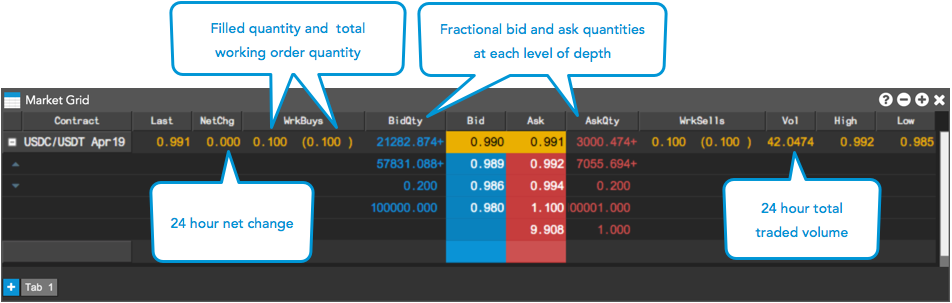 Filled quantity and total
working order quantity
Fractional bid and ask quantities
at each level of depth
Market Grid
Contract Last NetChg WrkBuys BidQty Bid Ask AskQty WrkSells Vol High Low
USDC/USDT Apr19 0.991 0.000 0.100 (0.100 ) 21282.874+ 0.990 0.991 3000.474+ 0.100 (0.100 ) 42.0474 0.992 0.985
57831.088+ 0.989 0.992 7055.694+
0.200 0.986 0.994 0.200
100000.000 0.980 1.100 00001.000
9.908 1.000
24 hour net change
24 hour total
traded volume
+ Tab 1